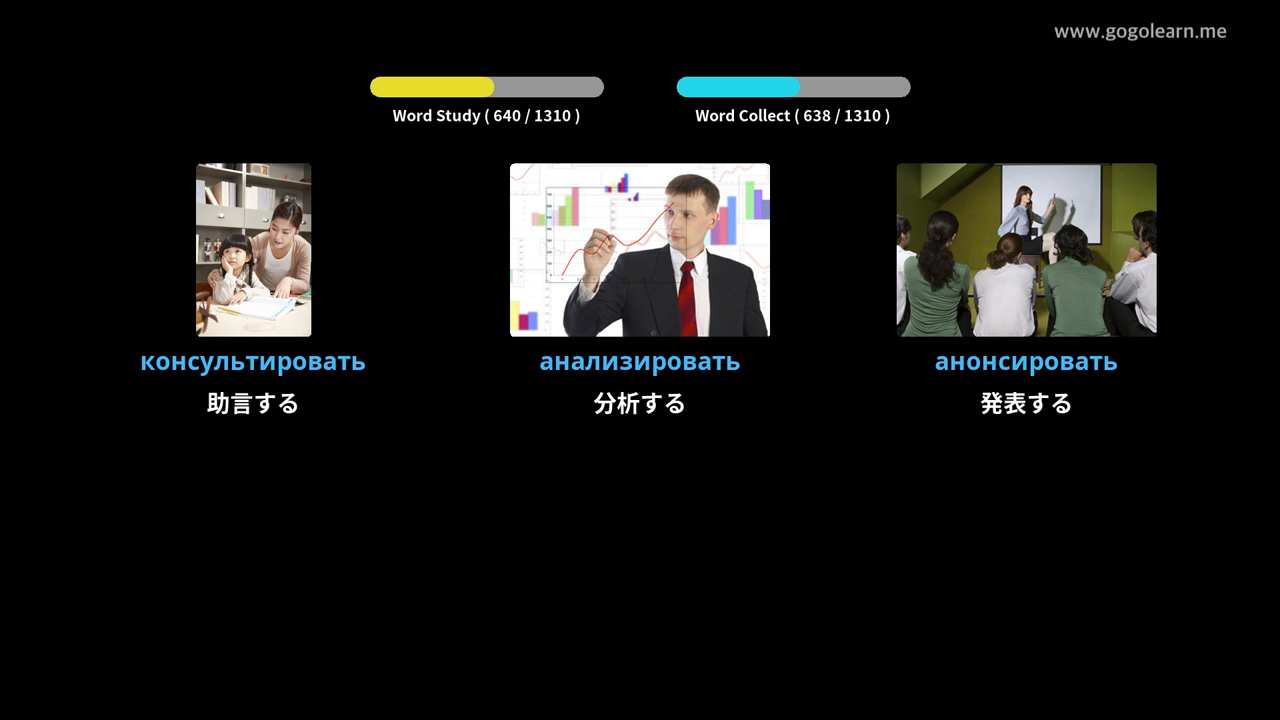 www.gogolearn.me
Word Study ( 640 / 1310 )
Word Collect ( 638 / 1310 )
консультировать
анализировать
анонсировать
助言する
分析する
発表する